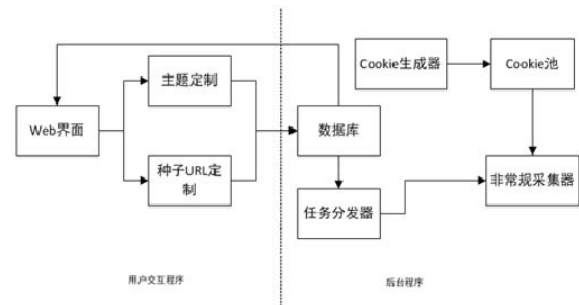 Cookie生成器
Cookie池
主题定制
Web界面
数据库
种子URL定
制
任务分发器
非常规采集器
用户交互程序
后台程序